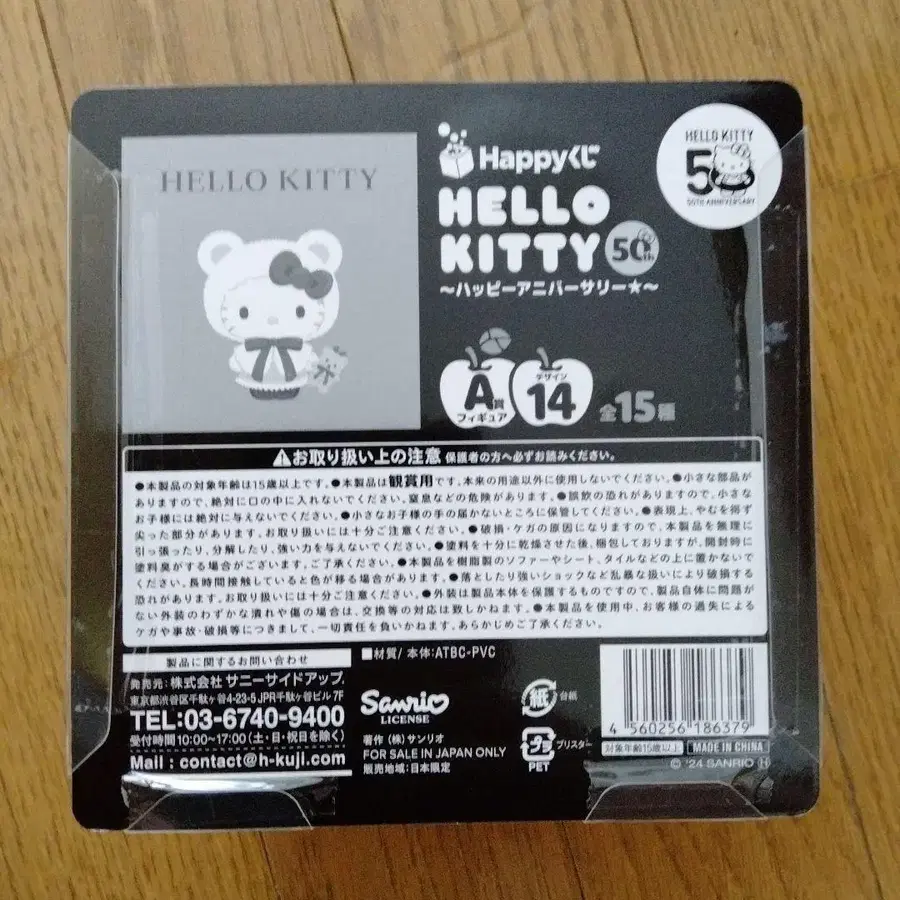 HELLO KITTY
Happyくじ
HELLO
KITTY 50th
～ハッピーアニバーサリー★～
HELLO KITTY
50
50TH ANNIVERSARY
A賞
フィギュア
デザイン
14
全15種
⚠お取り扱い上の注意 保護者の方へ必ずお読みください。
●本製品の対象年齢は15歳以上です。●本製品は観賞用です。本来の用途以外に使用しないでください。●小さな部品が
ありますので、絶対に口の中に入れないでください。窒息などの危険があります。●誤飲の恐れがありますので、小さな
お子様には絶対に与えないでください。●小さなお子様の手の届かないところに保管してください。●表現上、やむを得ず
尖った部分があります。お取り扱いには十分ご注意ください。●破損・ケガの原因になりますので、本製品を無理に
引っ張ったり、分解したり、強い力を与えないでください。●塗料を十分に乾燥させた後、梱包しておりますが、開封時に
塗料臭がする場合がございます。ご了承ください。●本製品を樹脂製のソファーやシート、タイルなどの上に置かないで
ください。長時間接触していると色が移る場合があります。●落としたり強いショックなど乱暴な扱いにより破損する
恐れがあります。お取り扱いには十分ご注意ください。●外装は製品本体を保護するものですので、製品自体に問題が
ない外装のわずかな潰れや傷の場合は、交換等の対応は致しかねます。●本製品を使用中、お客様の過失による
ケガや事故・破損等につきまして、一切責任を負いかねます。あらかじめご了承ください。
製品に関するお問い合わせ
発売元：株式会社 サニーサイドアップ
東京都渋谷区千駄ヶ谷4-23-5 JPR千駄ヶ谷ビル 7F
TEL:03-6740-9400
受付時間 10:00～17:00（土・日・祝日を除く）
Mail : contact@h-kuji.com
■材質/ 本体:ATBC-PVC
Sanrio
LICENSE
著作（株）サンリオ
FOR SALE IN JAPAN ONLY
販売地域：日本限定
紙 台紙
プラ ブリスター
PET
4 560256 186379
対象年齢15歳以上
MADE IN CHINA
© '24 SANRIO Ⓗ